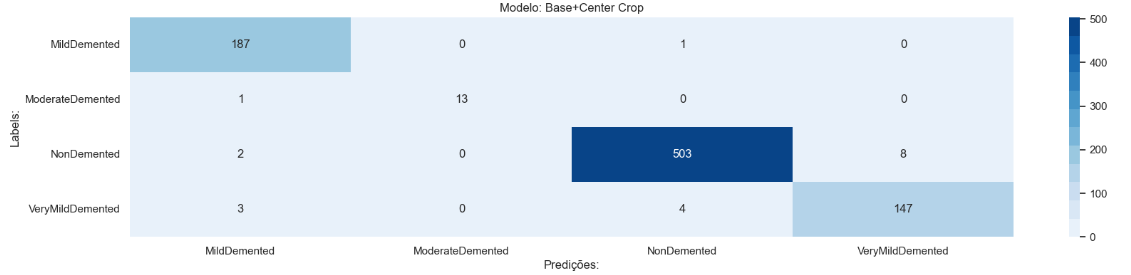 Modelo: Base+Center Crop
Labels:
MildDemented 187 0 1 0
ModerateDemented 1 13 0 0
NonDemented 2 0 503 8
VeryMildDemented 3 0 4 147
MildDemented ModerateDemented NonDemented VeryMildDemented
Predições:
500
400
300
200
100
0